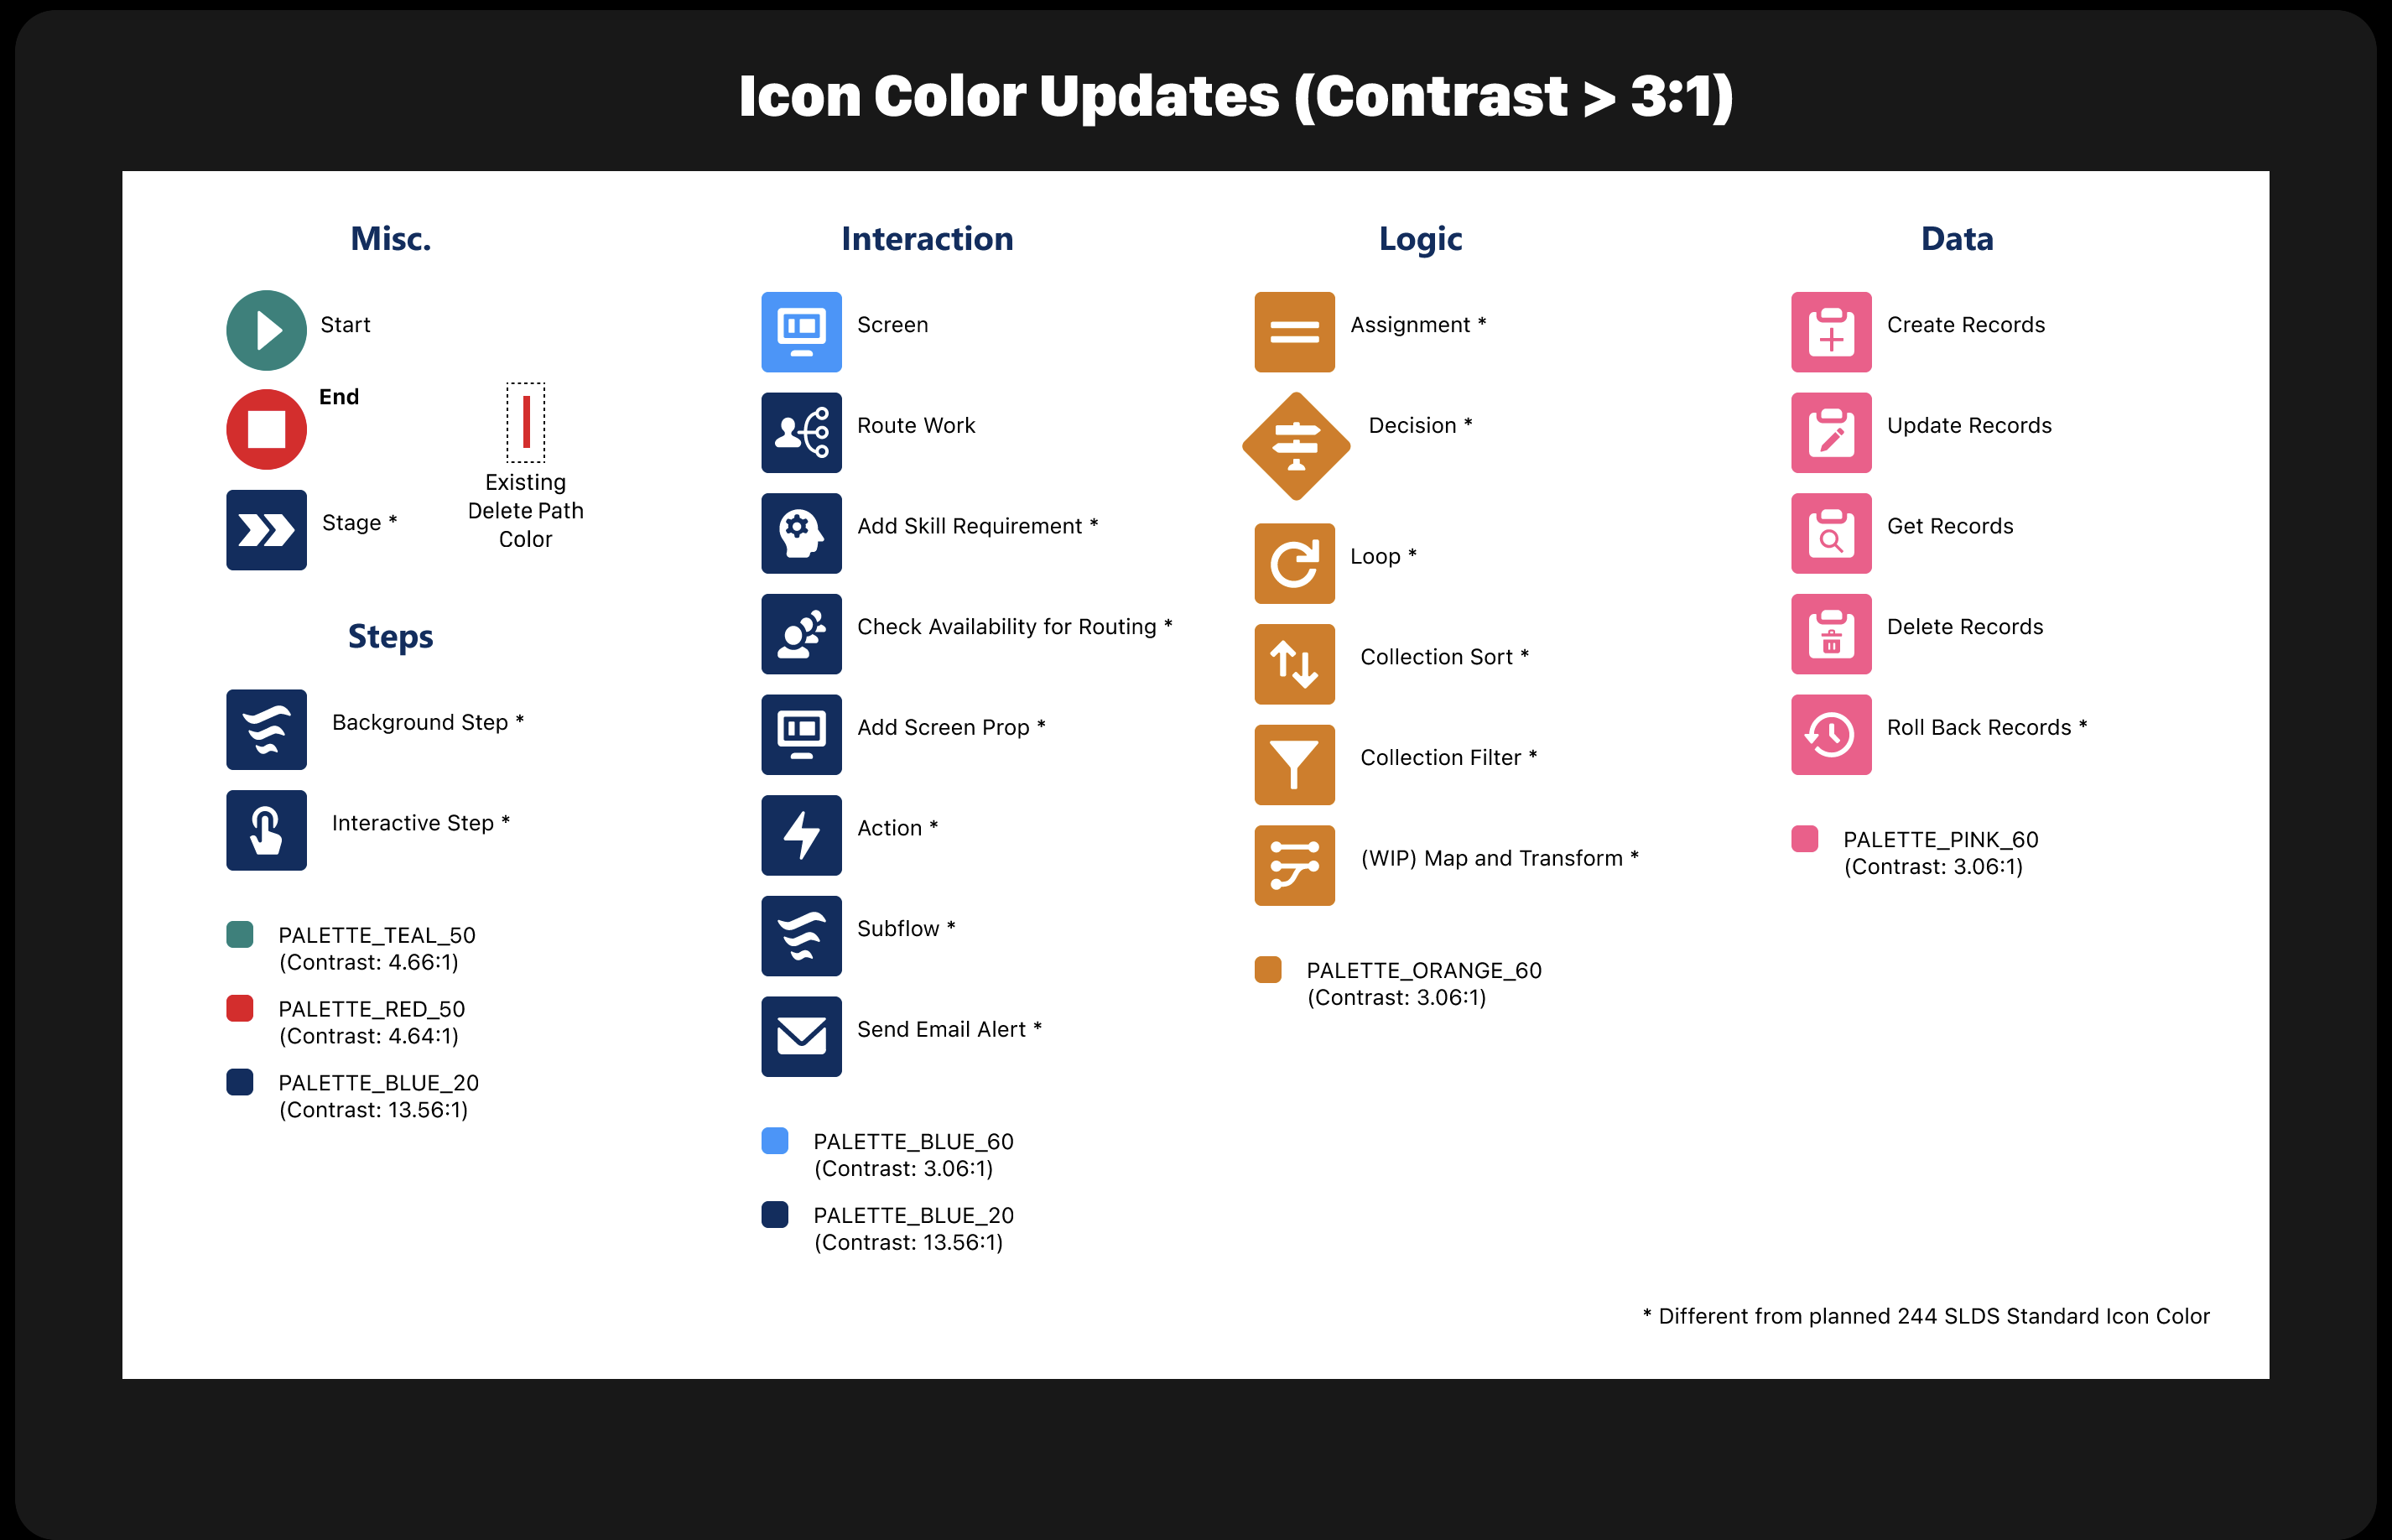 Icon Color Updates (Contrast > 3:1)
Misc.
Start
End
Existing
Delete Path
Color
Stage *
Steps
Background Step *
Interactive Step *
PALETTE_TEAL_50
(Contrast: 4.66:1)
PALETTE_RED_50
(Contrast: 4.64:1)
PALETTE_BLUE_20
(Contrast: 13.56:1)
Interaction
Screen
Route Work
Add Skill Requirement *
Check Availability for Routing *
Add Screen Prop *
Action *
Subflow *
Send Email Alert *
PALETTE_BLUE_60
(Contrast: 3.06:1)
PALETTE_BLUE_20
(Contrast: 13.56:1)
Logic
Assignment *
Decision *
Loop *
Collection Sort *
Collection Filter *
(WIP) Map and Transform *
PALETTE_ORANGE_60
(Contrast: 3.06:1)
Data
Create Records
Update Records
Get Records
Delete Records
Roll Back Records *
PALETTE_PINK_60
(Contrast: 3.06:1)
* Different from planned 244 SLDS Standard Icon Color